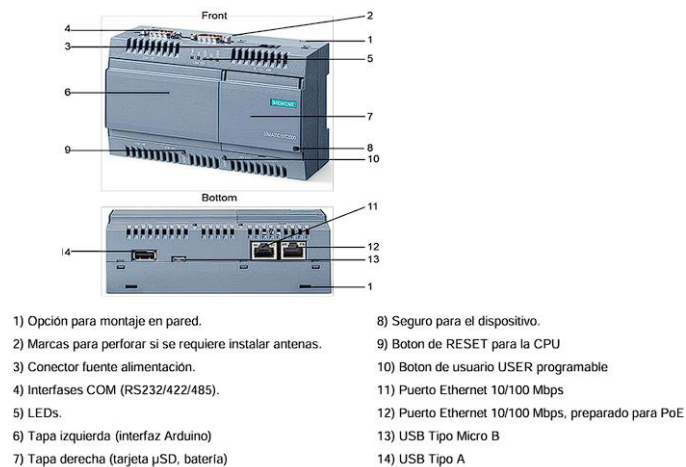 Front
4
2
3
1
5
SIEMENS
6
7
SIMATIC IOT2000
8
9
10
Bottom
11
14
12
13
1
1) Opción para montaje en pared.
2) Marcas para perforar si se requiere instalar antenas.
3) Conector fuente alimentación.
4) Interfases COM (RS232/422/485).
5) LEDs.
6) Tapa izquierda (interfaz Arduino)
7) Tapa derecha (tarjeta µSD, batería)
8) Seguro para el dispositivo.
9) Boton de RESET para la CPU
10) Boton de usuario USER programable
11) Puerto Ethernet 10/100 Mbps
12) Puerto Ethernet 10/100 Mbps, preparado para PoE
13) USB Tipo Micro B
14) USB Tipo A